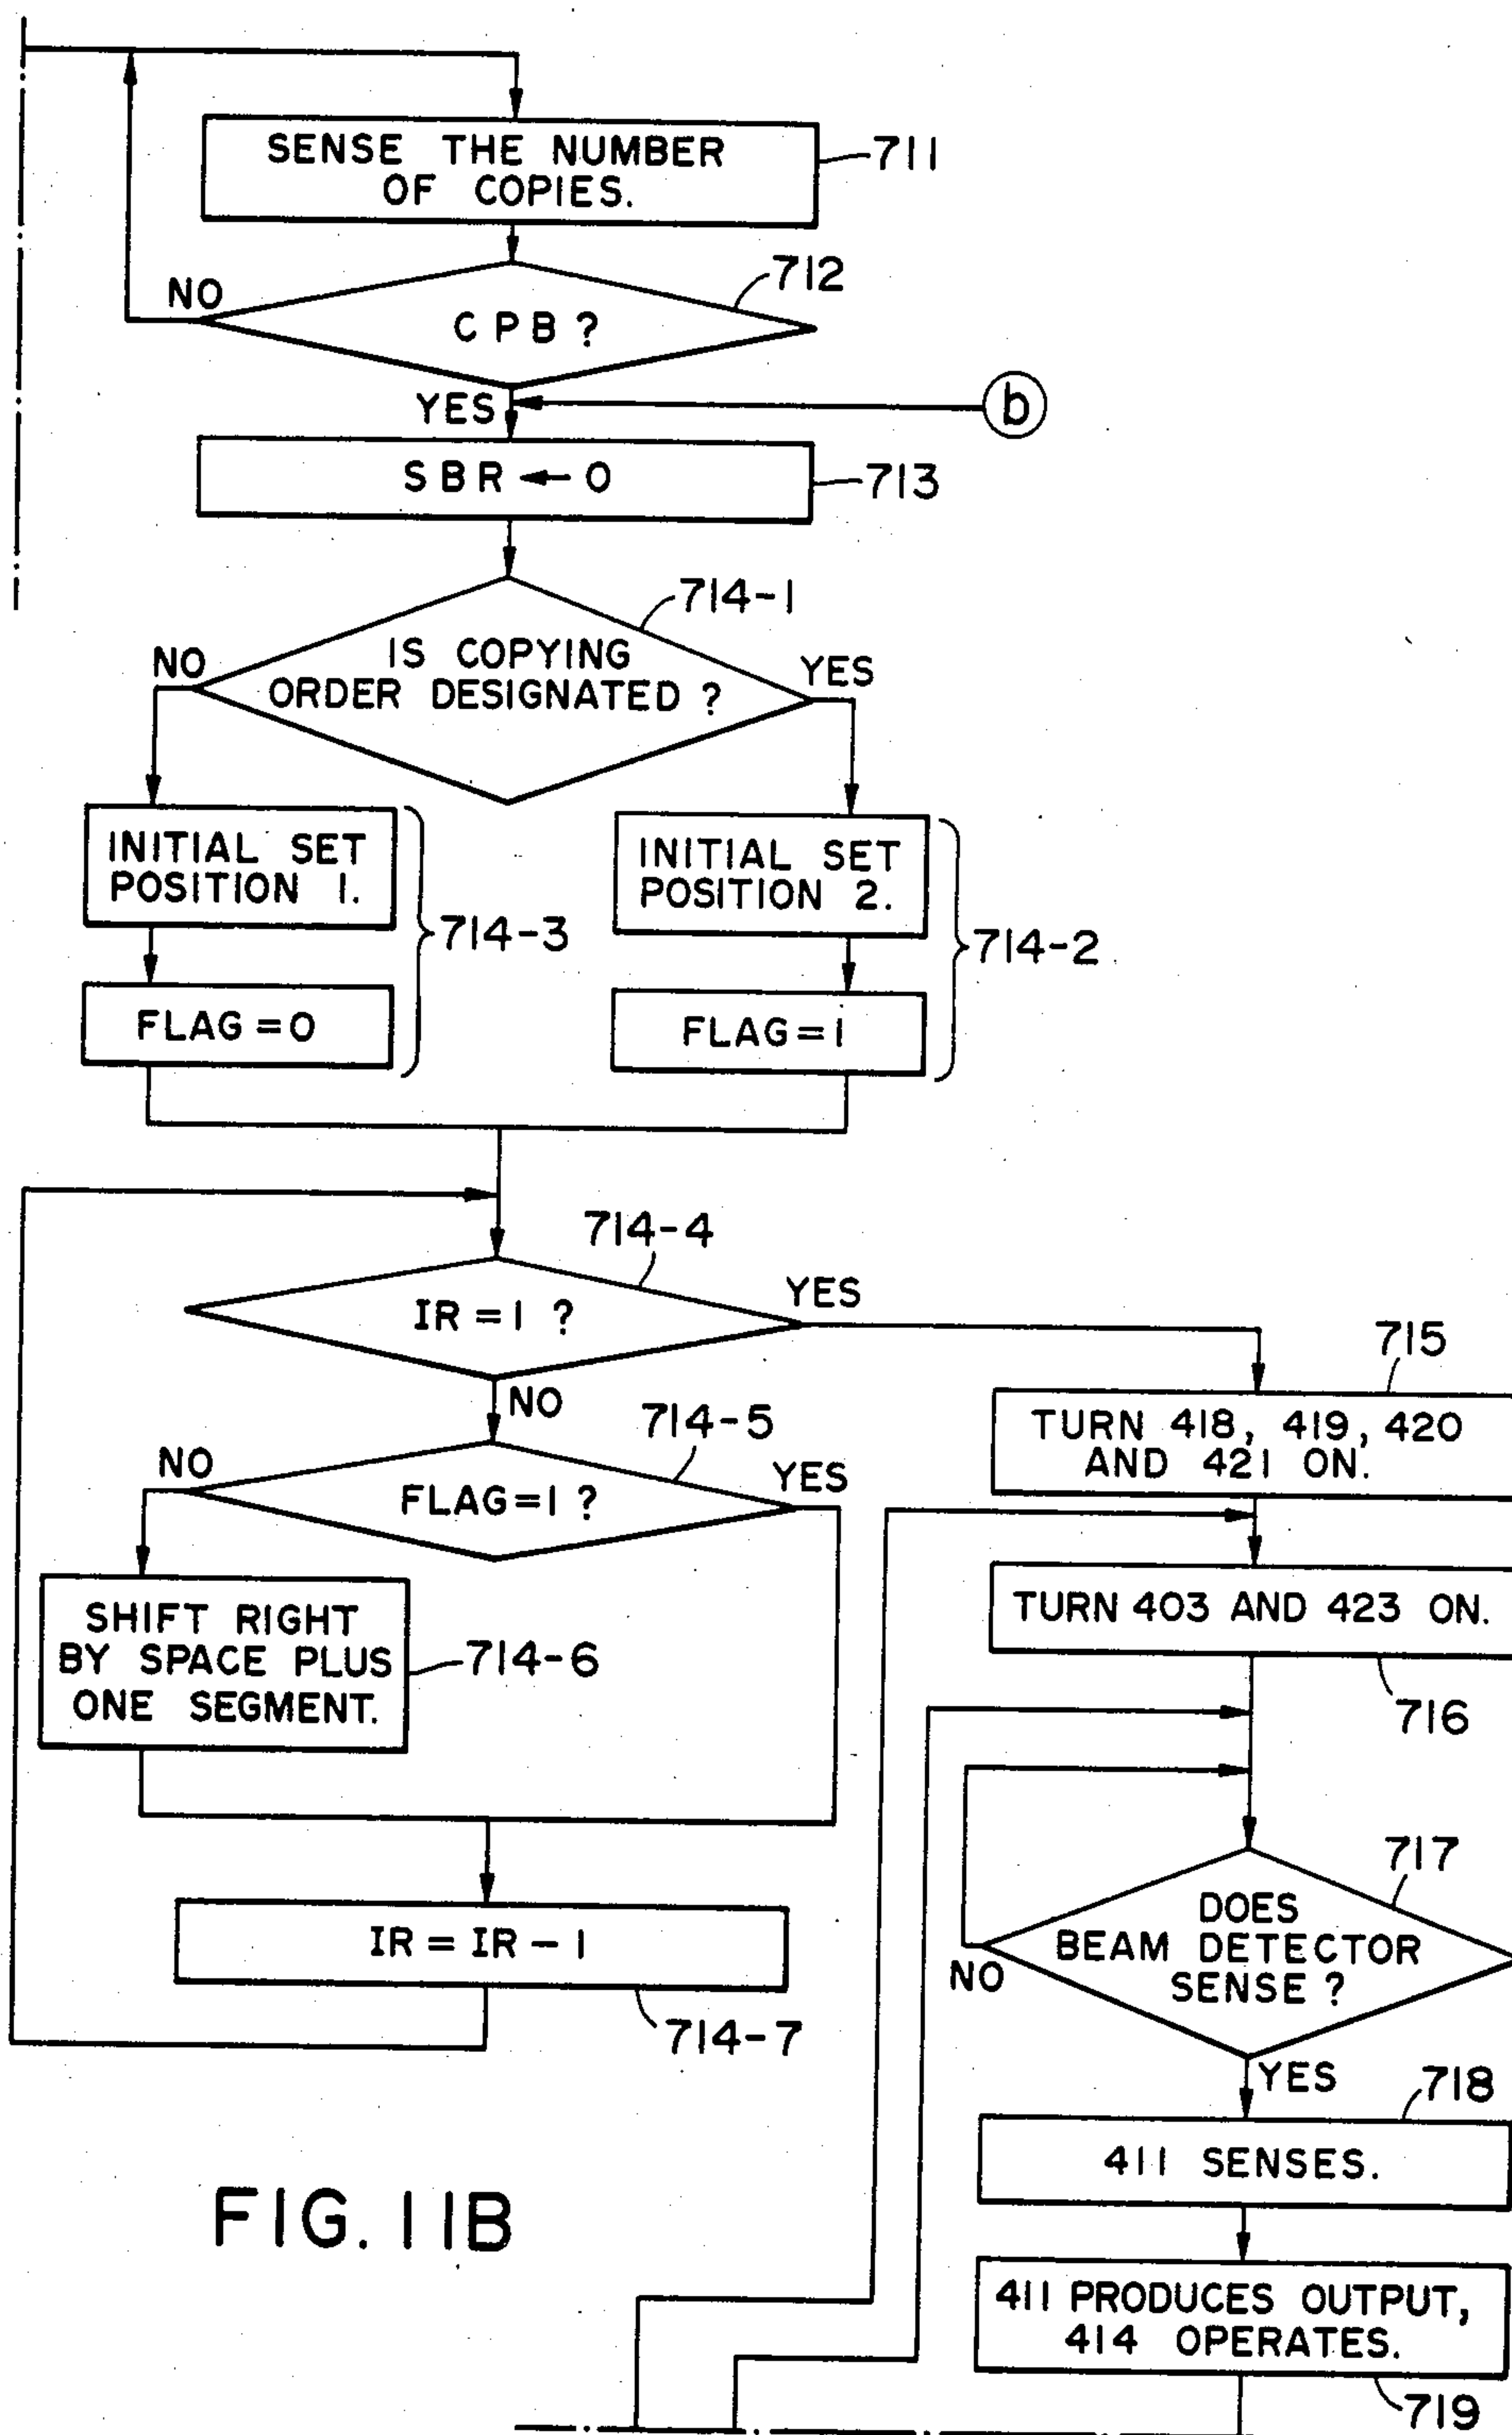 SENSE THE NUMBER
OF COPIES.
711
712
NO
CPB?
YES
b
SBR ← 0
713
714-1
NO
IS COPYING
ORDER DESIGNATED?
YES
INITIAL SET
POSITION 1.
INITIAL SET
POSITION 2.
714-3
714-2
FLAG=0
FLAG=1
714-4
YES
IR=1?
715
NO
714-5
TURN 418, 419, 420
AND 421 ON.
NO
YES
FLAG=1?
SHIFT RIGHT
BY SPACE PLUS
ONE SEGMENT.
714-6
TURN 403 AND 423 ON.
716
717
IR=IR-1
DOES
BEAM DETECTOR
SENSE?
NO
714-7
YES
718
411 SENSES.
FIG. 11B
411 PRODUCES OUTPUT,
414 OPERATES.
719